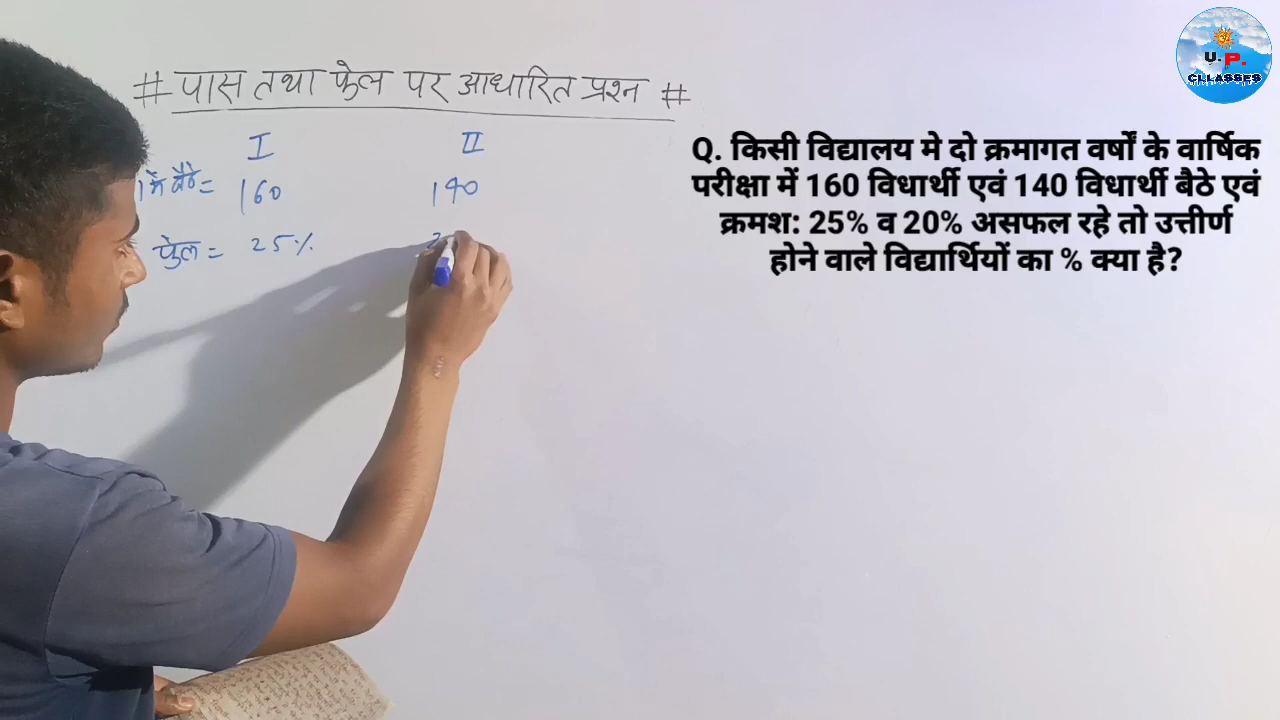 # पास तथा फेल पर आधारित प्रश्न #
I II
में बैठे = 160 140
फेल = 25% 2
Q. किसी विद्यालय मे दो क्रमागत वर्षों के वार्षिक
परीक्षा में 160 विधार्थी एवं 140 विधार्थी बैठे एवं
क्रमश: 25% व 20% असफल रहे तो उत्तीर्ण
होने वाले विद्यार्थियों का % क्या है?
U.P.
CLLASSES